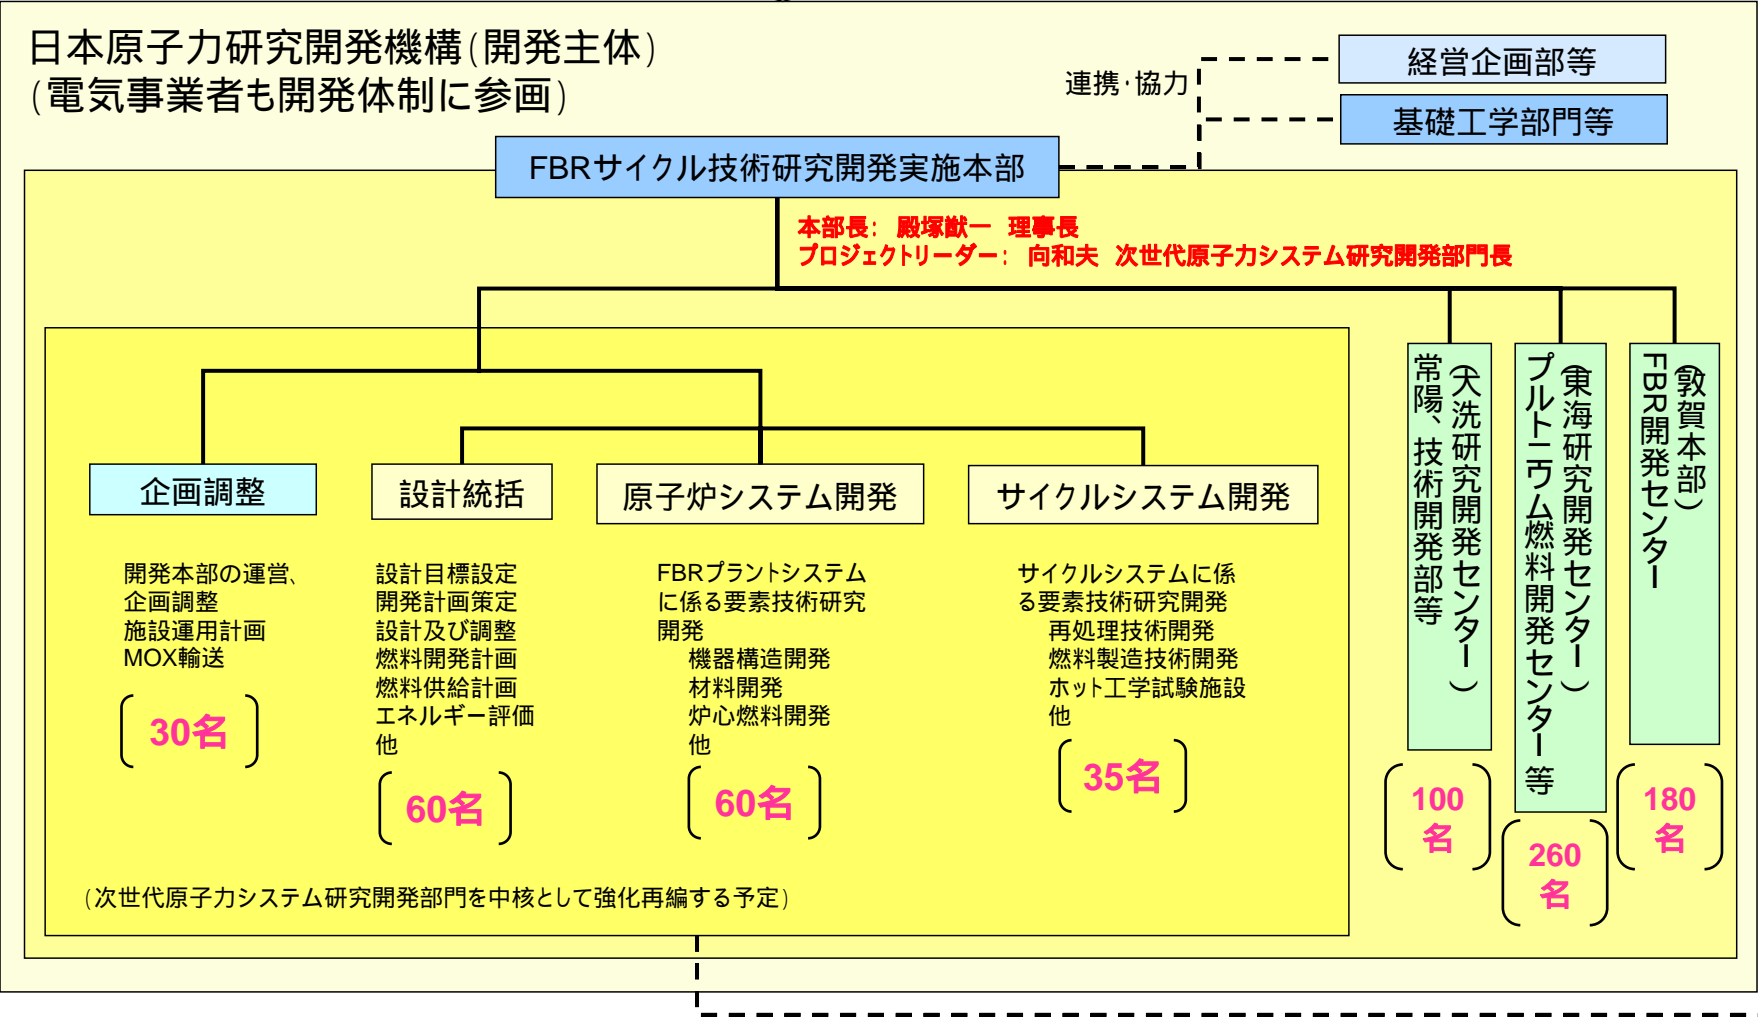 日本原子力研究開発機構(開発主体)
(電気事業者も開発体制に参画)
連携・協力
経営企画部等
基礎工学部門等
FBRサイクル技術研究開発実施本部
本部長: 殿塚猷一 理事長
プロジェクトリーダー: 向和夫 次世代原子力システム研究開発部門長
企画調整
開発本部の運営、
企画調整
施設運用計画
MOX輸送
30名
設計統括
設計目標設定
開発計画策定
設計及び調整
燃料開発計画
燃料供給計画
エネルギー評価
他
60名
原子炉システム開発
FBRプラントシステム
に係る要素技術研究
開発
機器構造開発
材料開発
炉心燃料開発
他
60名
サイクルシステム開発
サイクルシステムに係
る要素技術研究開発
再処理技術開発
燃料製造技術開発
ホット工学試験施設
他
35名
(大洗研究開発センター)
常陽、技術開発部等
100
名
(東海研究開発センター)
プルトニウム燃料開発センター 等
260
名
(敦賀本部)
FBR開発センター
180
名
(次世代原子力システム研究開発部門を中核として強化再編する予定)